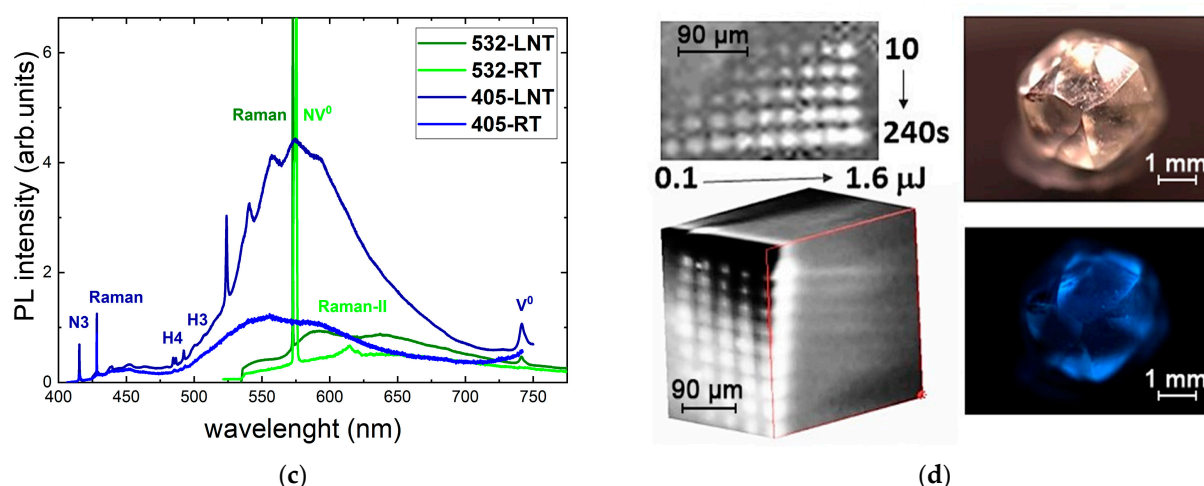 6
4
2
0
PL intensity (arb.units)
532-LNT
532-RT
405-LNT
405-RT
Raman
NV⁰
Raman
N3
H4
H3
Raman-II
V⁰
400 450 500 550 600 650 700 750
wavelenght (nm)
(c)
90 µm
10
240s
0.1
1.6 µJ
90 µm
1 mm
1 mm
(d)